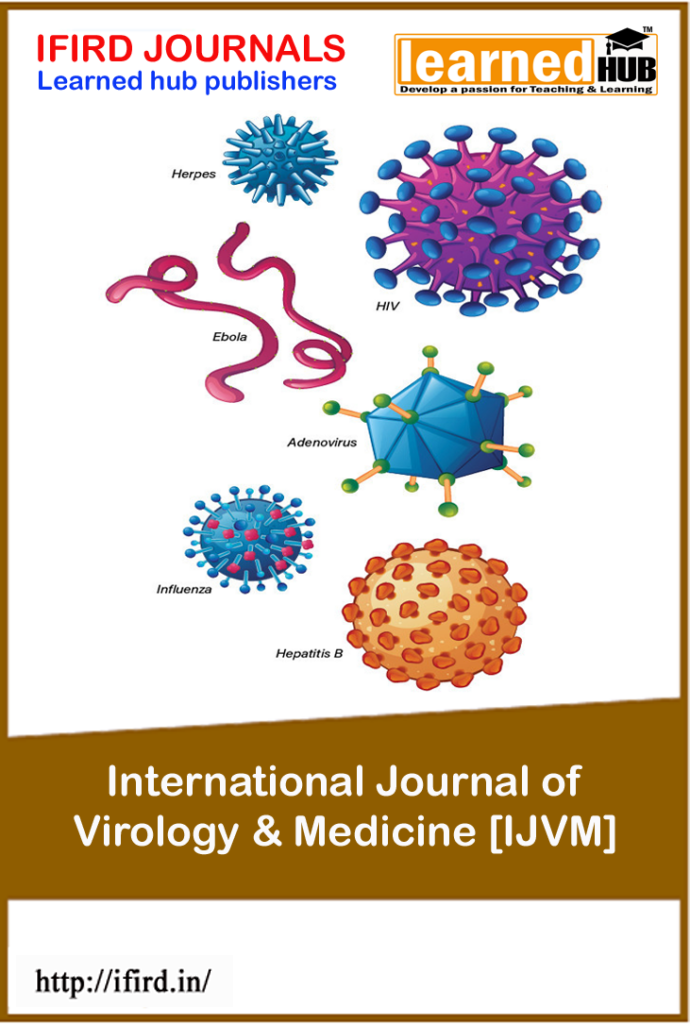 IFIRD JOURNALS
Learned hub publishers
learned HUB
TM
Develop a passion for Teaching & Learning
Herpes
HIV
Ebola
Adenovirus
Influenza
Hepatitis B
International Journal of
Virology & Medicine [IJVM]
http://ifird.in/